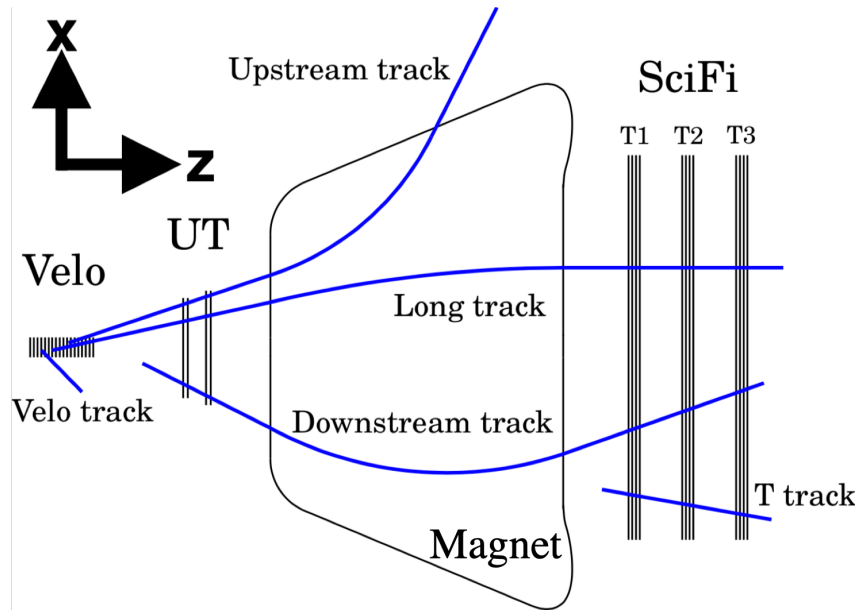 x
Upstream track
SciFi
T1 T2 T3
z
UT
Velo
Long track
Velo track
Downstream track
T track
Magnet